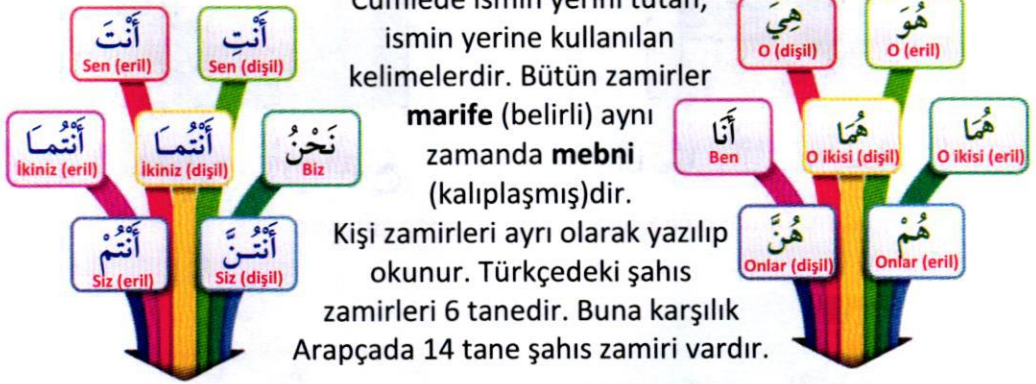 Cümlede ismin yerini tutan,
ismin yerine kullanılan
kelimelerdir. Bütün zamirler
marife (belirli) aynı
zamanda mebni
(kalıplaşmış)dir.
Kişi zamirleri ayrı olarak yazılıp
okunur. Türkçedeki şahıs
zamirleri 6 tanedir. Buna karşılık
Arapçada 14 tane şahıs zamiri vardır.
أَنْتَ
Sen (eril)
أَنْتِ
Sen (dişil)
أَنْتُمـَا
İkiniz (eril)
أَنْتُمـَا
İkiniz (dişil)
نَحْنُ
Biz
أَنْتُمْ
Siz (eril)
أَنْتُـنَّ
Siz (dişil)
هِيَ
O (dişil)
هُوَ
O (eril)
أَنَا
Ben
هُمَا
O ikisi (dişil)
هُمَا
O ikisi (eril)
هُنَّ
Onlar (dişil)
هُمْ
Onlar (eril)